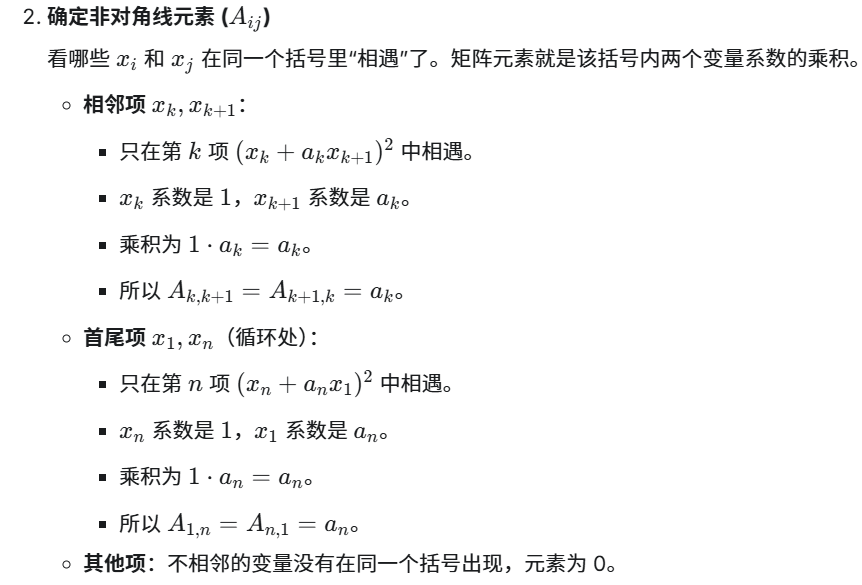 2. 确定非对角线元素 ($A_{ij}$)
看哪些 $x_i$ 和 $x_j$ 在同一个括号里“相遇”了。矩阵元素就是该括号内两个变量系数的乘积。
○ 相邻项 $x_k, x_{k+1}$：
▪ 只在第 $k$ 项 $(x_k + a_k x_{k+1})^2$ 中相遇。
▪ $x_k$ 系数是 $1$，$x_{k+1}$ 系数是 $a_k$。
▪ 乘积为 $1 \cdot a_k = a_k$。
▪ 所以 $A_{k,k+1} = A_{k+1,k} = a_k$。
○ 首尾项 $x_1, x_n$（循环处）：
▪ 只在第 $n$ 项 $(x_n + a_n x_1)^2$ 中相遇。
▪ $x_n$ 系数是 $1$，$x_1$ 系数是 $a_n$。
▪ 乘积为 $1 \cdot a_n = a_n$。
▪ 所以 $A_{1,n} = A_{n,1} = a_n$。
○ 其他项：不相邻的变量没有在同一个括号出现，元素为 0。